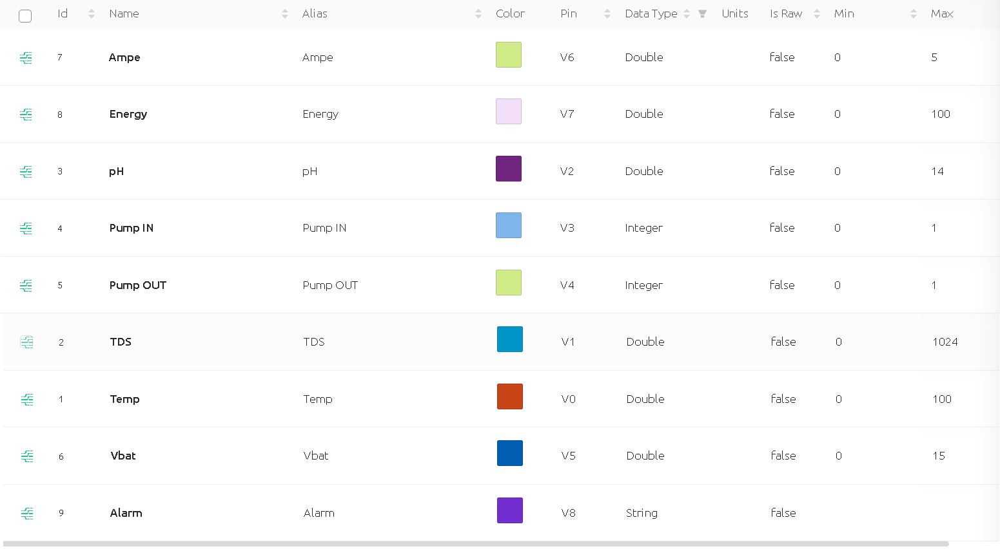 Id Name Alias Color Pin Data Type Units Is Raw Min Max
7 Ampe Ampe V6 Double false 0 5
8 Energy Energy V7 Double false 0 100
3 pH pH V2 Double false 0 14
4 Pump IN Pump IN V3 Integer false 0 1
5 Pump OUT Pump OUT V4 Integer false 0 1
2 TDS TDS V1 Double false 0 1024
1 Temp Temp V0 Double false 0 100
6 Vbat Vbat V5 Double false 0 15
9 Alarm Alarm V8 String false